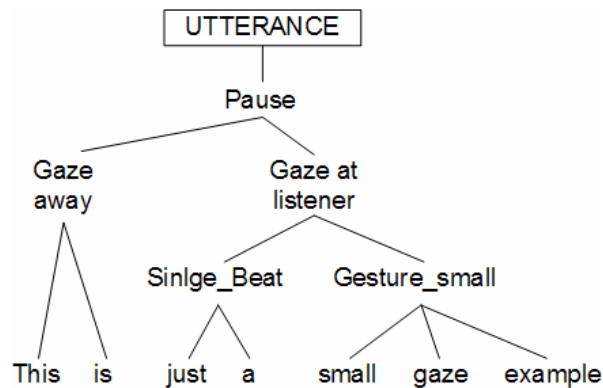 UTTERANCE
Pause
Gaze away
Gaze at listener
Sinlge_Beat Gesture_small
This is just a small gaze example